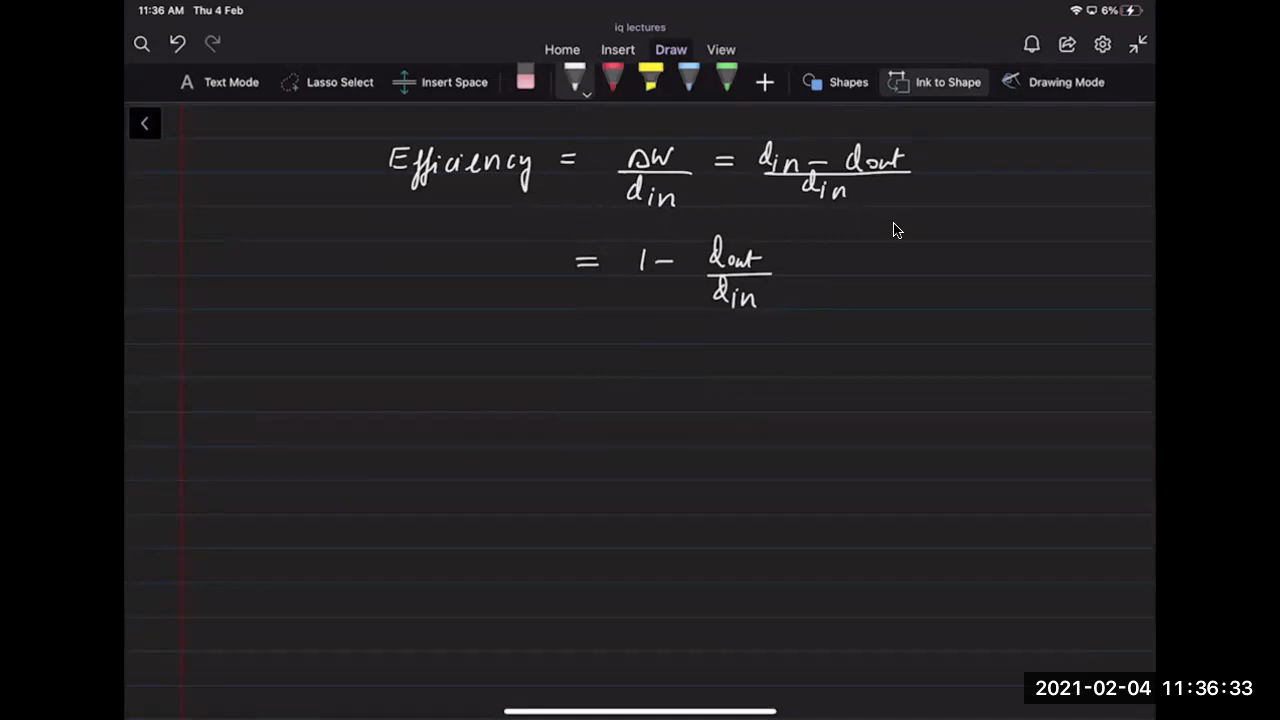 11:36 AM Thu 4 Feb
6%
iq lectures
Home Insert Draw View
Text Mode Lasso Select Insert Space Shapes Ink to Shape Drawing Mode
Efficiency = ΔW/din = din - dout/din
= 1 - dout/din
2021-02-04 11:36:33